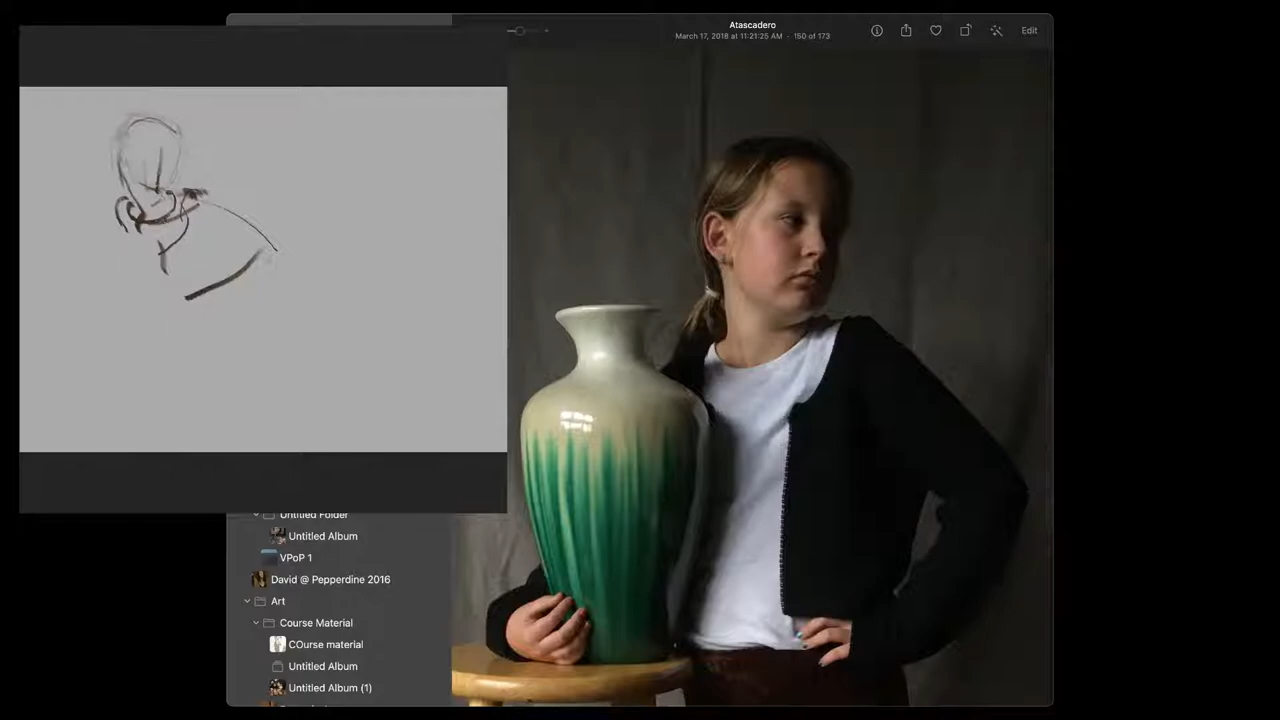 Atascadero
March 17, 2018 at 11:21:25 AM · 150 of 173
Edit
Untitled Folder
Untitled Album
VPoP 1
David @ Pepperdine 2016
Art
Course Material
COurse material
Untitled Album
Untitled Album (1)